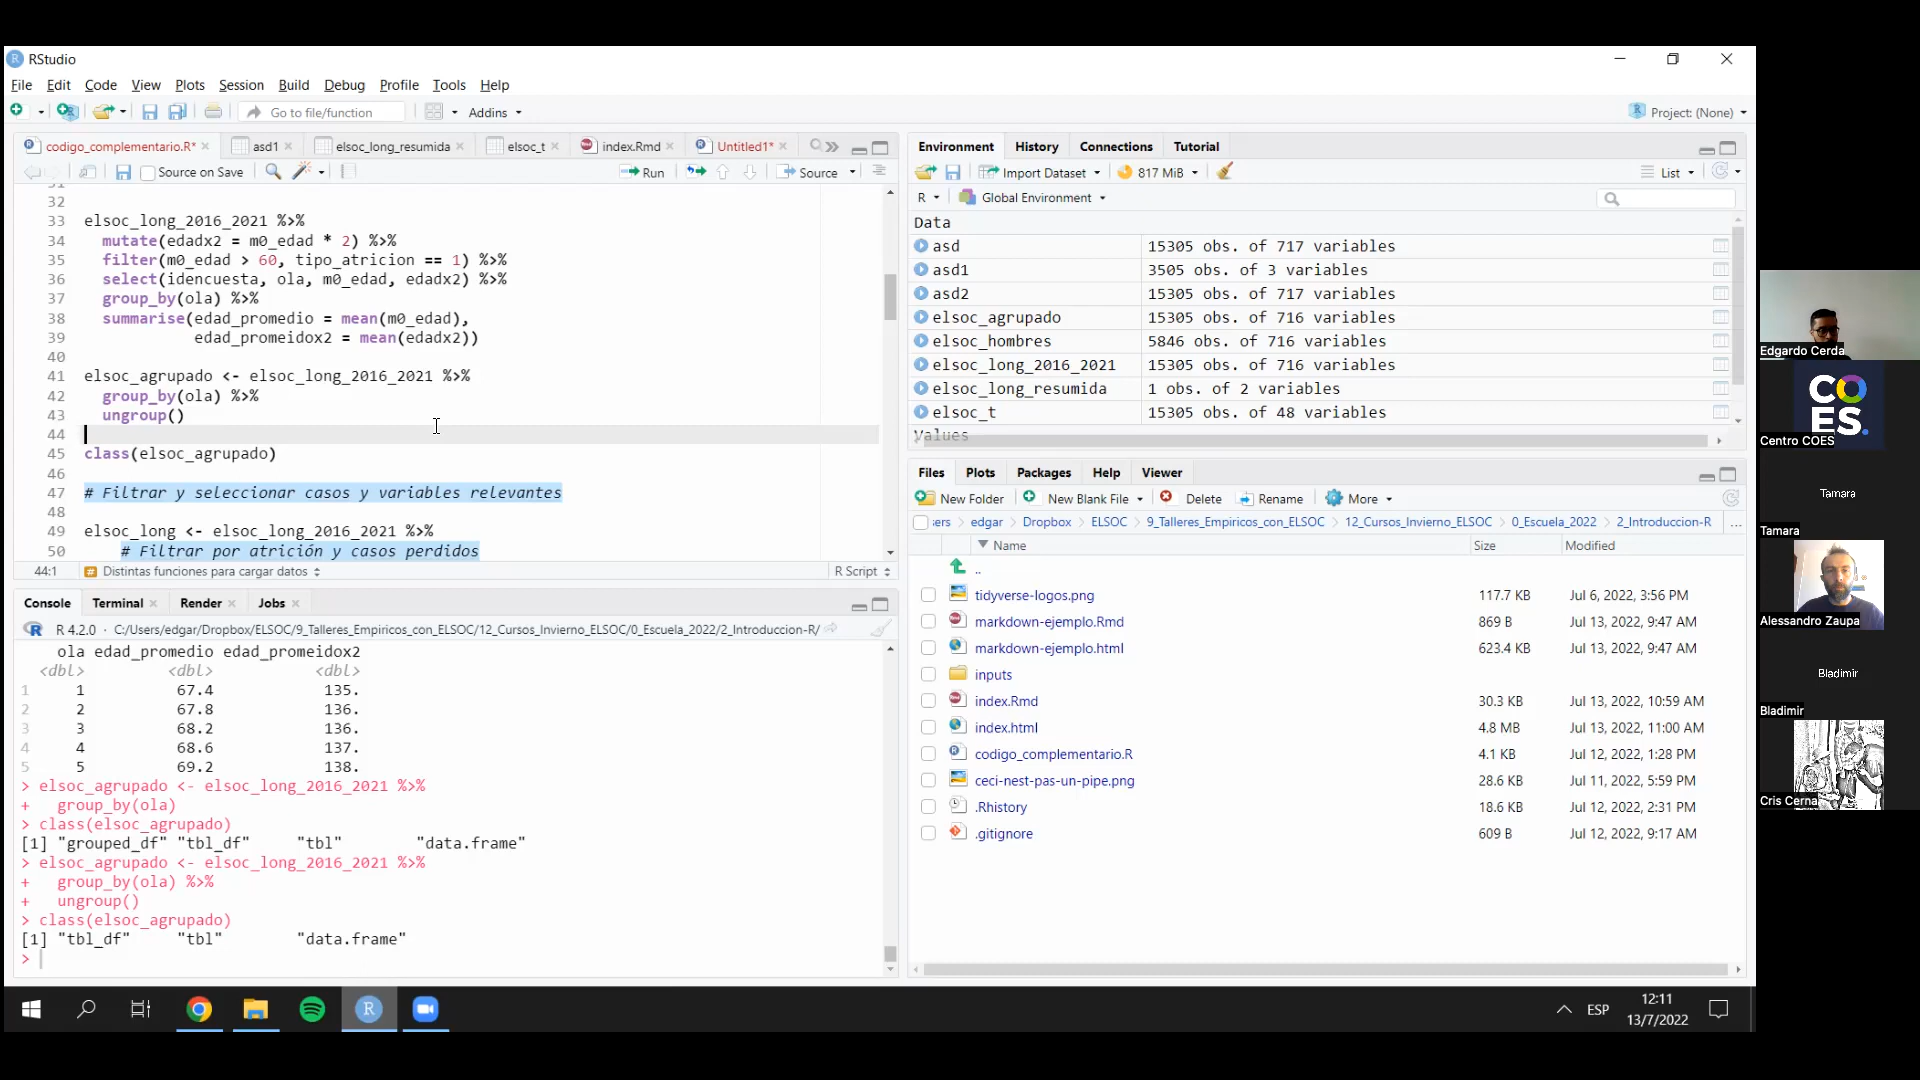 RStudio
File Edit Code View Plots Session Build Debug Profile Tools Help
Go to file/function Addins Project: (None)
codigo_complementario.R* asd1 elsoc_long_resumida elsoc_t index.Rmd Untitled1*
Source on Save Run Source
32
33 elsoc_long_2016_2021 %>%
34 mutate(edadx2 = m0_edad * 2) %>%
35 filter(m0_edad > 60, tipo_atricion == 1) %>%
36 select(idencuesta, ola, m0_edad, edadx2) %>%
37 group_by(ola) %>%
38 summarise(edad_promedio = mean(m0_edad),
39 edad_promeidox2 = mean(edadx2))
40
41 elsoc_agrupado <- elsoc_long_2016_2021 %>%
42 group_by(ola) %>%
43 ungroup()
44
45 class(elsoc_agrupado)
46
47 # Filtrar y seleccionar casos y variables relevantes
48
49 elsoc_long <- elsoc_long_2016_2021 %>%
50 # Filtrar por atrición y casos perdidos
44:1 Distintas funciones para cargar datos R Script
Console Terminal Render Jobs
R 4.2.0 · C:/Users/edgar/Dropbox/ELSOC/9_Talleres_Empiricos_con_ELSOC/12_Cursos_Invierno_ELSOC/0_Escuela_2022/2_Introduccion-R/
ola edad_promedio edad_promeidox2
<dbl> <dbl> <dbl>
1 1 67.4 135.
2 2 67.8 136.
3 3 68.2 136.
4 4 68.6 137.
5 5 69.2 138.
> elsoc_agrupado <- elsoc_long_2016_2021 %>%
+ group_by(ola)
> class(elsoc_agrupado)
[1] "grouped_df" "tbl_df" "tbl" "data.frame"
> elsoc_agrupado <- elsoc_long_2016_2021 %>%
+ group_by(ola) %>%
+ ungroup()
> class(elsoc_agrupado)
[1] "tbl_df" "tbl" "data.frame"
>
Environment History Connections Tutorial
Import Dataset 817 MiB List
R Global Environment
Data
asd 15305 obs. of 717 variables
asd1 3505 obs. of 3 variables
asd2 15305 obs. of 717 variables
elsoc_agrupado 15305 obs. of 716 variables
elsoc_hombres 5846 obs. of 716 variables
elsoc_long_2016_2021 15305 obs. of 716 variables
elsoc_long_resumida 1 obs. of 2 variables
elsoc_t 15305 obs. of 48 variables
Values
Files Plots Packages Help Viewer
New Folder New Blank File Delete Rename More
ers > edgar > Dropbox > ELSOC > 9_Talleres_Empiricos_con_ELSOC > 12_Cursos_Invierno_ELSOC > 0_Escuela_2022 > 2_Introduccion-R ...
Name Size Modified
..
tidyverse-logos.png 117.7 KB Jul 6, 2022, 3:56 PM
markdown-ejemplo.Rmd 869 B Jul 13, 2022, 9:47 AM
markdown-ejemplo.html 623.4 KB Jul 13, 2022, 9:47 AM
inputs
index.Rmd 30.3 KB Jul 13, 2022, 10:59 AM
index.html 4.8 MB Jul 13, 2022, 11:00 AM
codigo_complementario.R 4.1 KB Jul 12, 2022, 1:28 PM
ceci-nest-pas-un-pipe.png 28.6 KB Jul 11, 2022, 5:59 PM
.Rhistory 18.6 KB Jul 12, 2022, 2:31 PM
.gitignore 609 B Jul 12, 2022, 9:17 AM
ESP 12:11
13/7/2022
Edgardo Cerda
CO
ES.
Centro COES
Tamara
Tamara
Alessandro Zaupa
Bladimir
Bladimir
Cris Cerna